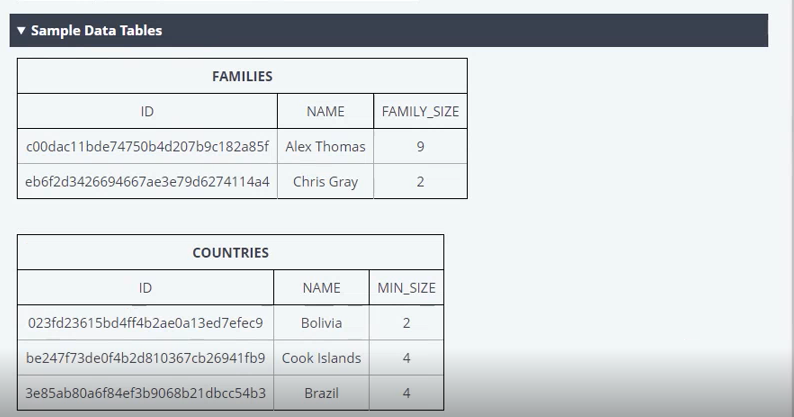 ▼ Sample Data Tables
FAMILIES
ID NAME FAMILY_SIZE
c00dac11bde74750b4d207b9c182a85f Alex Thomas 9
eb6f2d3426694667ae3e79d6274114a4 Chris Gray 2
COUNTRIES
ID NAME MIN_SIZE
023fd23615bd4ff4b2ae0a13ed7efec9 Bolivia 2
be247f73de0f4b2d810367cb26941fb9 Cook Islands 4
3e85ab80a6f84ef3b9068b21dbcc54b3 Brazil 4